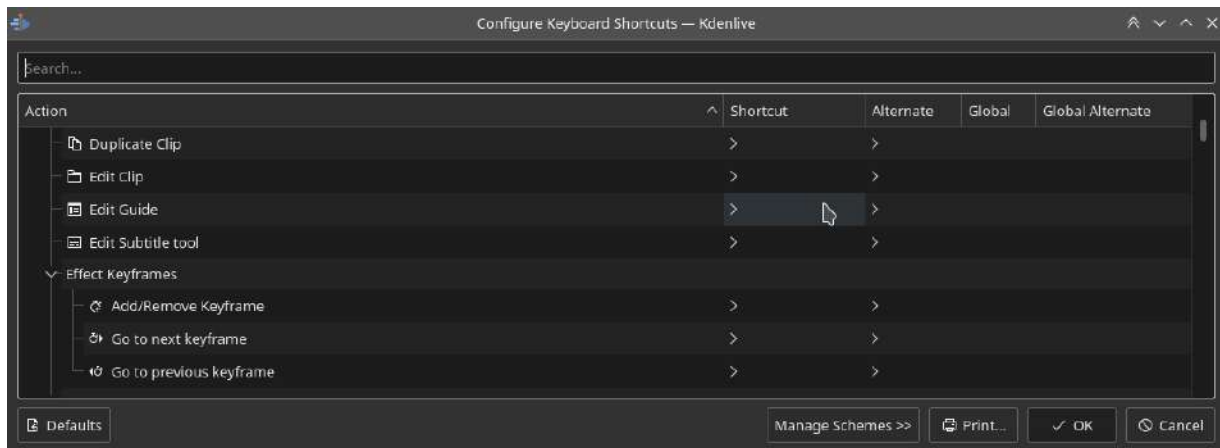 Configure Keyboard Shortcuts — Kdenlive
Search...
Action Shortcut Alternate Global Global Alternate
Duplicate Clip
Edit Clip
Edit Guide
Edit Subtitle tool
Effect Keyframes
Add/Remove Keyframe
Go to next keyframe
Go to previous keyframe
Defaults Manage Schemes >> Print... OK Cancel